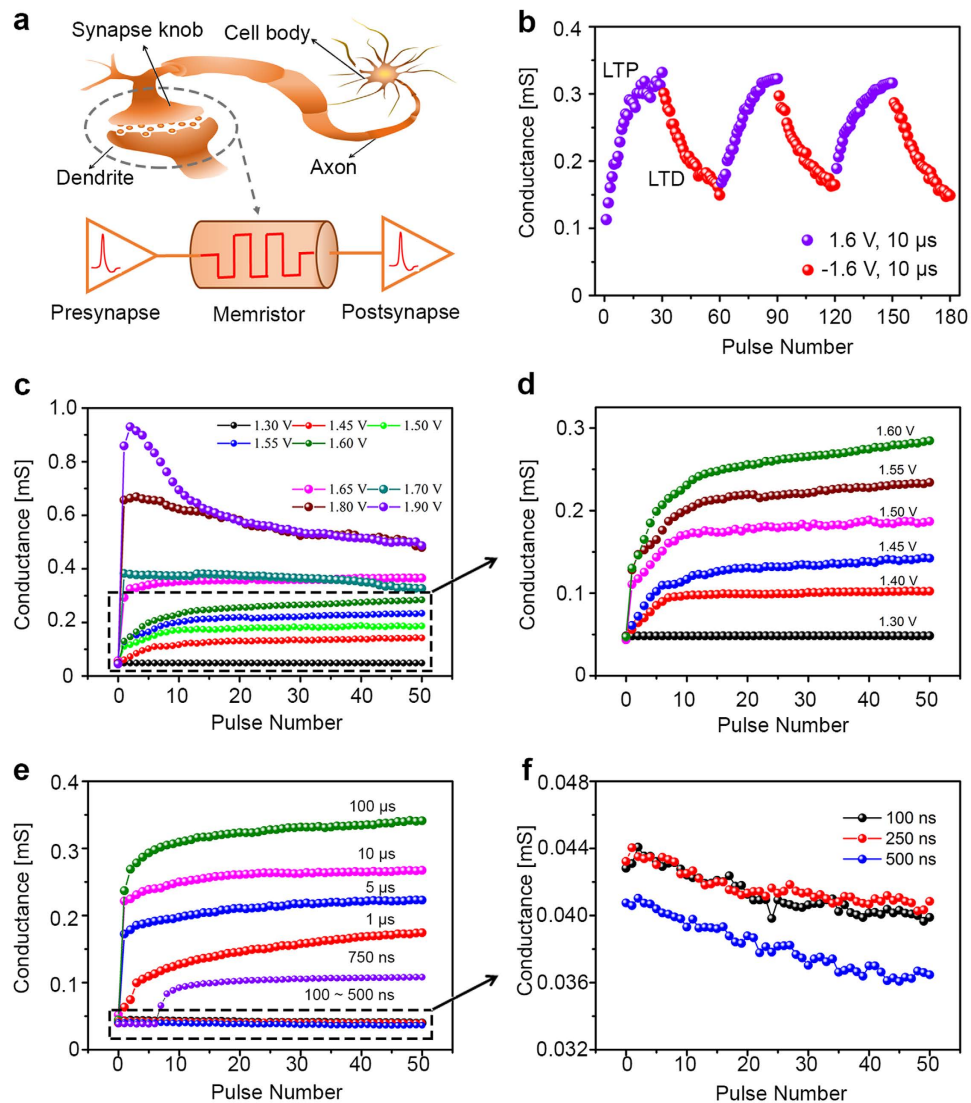 a
Synapse knob
Cell body
Dendrite
Axon
Presynapse
Memristor
Postsynapse
b
Conductance [mS]
0.4
0.3
0.2
0.1
0
LTP
LTD
1.6 V, 10 µs
-1.6 V, 10 µs
0 30 60 90 120 150 180
Pulse Number
c
Conductance [mS]
1.0
0.8
0.6
0.4
0.2
0
1.30 V 1.45 V 1.50 V
1.55 V 1.60 V
1.65 V 1.70 V
1.80 V 1.90 V
0 10 20 30 40 50
Pulse Number
d
Conductance [mS]
0.3
0.2
0.1
0
1.60 V
1.55 V
1.50 V
1.45 V
1.40 V
1.30 V
0 10 20 30 40 50
Pulse Number
e
Conductance [mS]
0.4
0.3
0.2
0.1
0
100 µs
10 µs
5 µs
1 µs
750 ns
100 ~ 500 ns
0 10 20 30 40 50
Pulse Number
f
Conductance [mS]
0.048
0.044
0.040
0.036
0.032
100 ns
250 ns
500 ns
0 10 20 30 40 50
Pulse Number